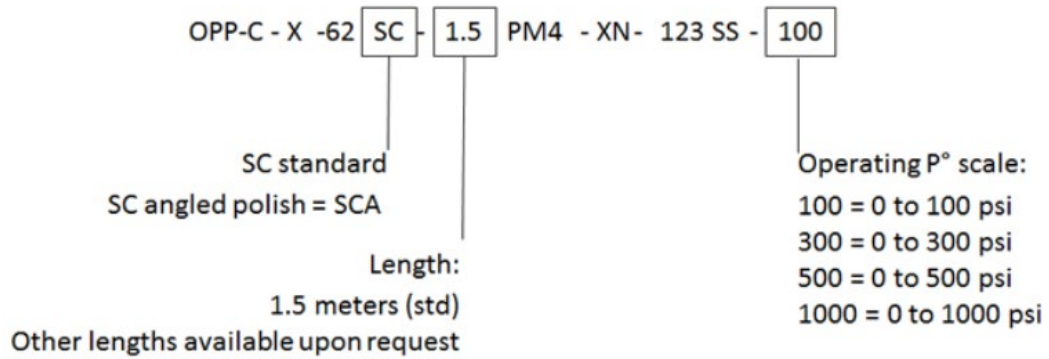 OPP-C - X -62 SC - 1.5 PM4 - XN- 123 SS - 100
SC standard
SC angled polish = SCA
Length:
1.5 meters (std)
Other lengths available upon request
Operating P° scale:
100 = 0 to 100 psi
300 = 0 to 300 psi
500 = 0 to 500 psi
1000 = 0 to 1000 psi